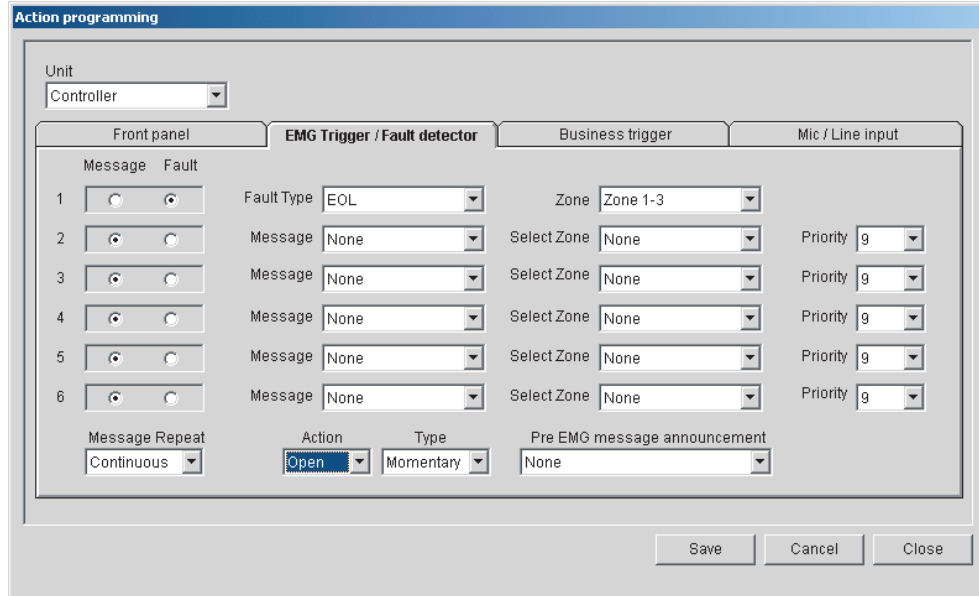 Action programming
Unit
Controller
Front panel EMG Trigger / Fault detector Business trigger Mic / Line input
Message Fault
1 Fault Type EOL Zone Zone 1-3
2 Message None Select Zone None Priority 9
3 Message None Select Zone None Priority 9
4 Message None Select Zone None Priority 9
5 Message None Select Zone None Priority 9
6 Message None Select Zone None Priority 9
Message Repeat Action Type Pre EMG message announcement
Continuous Open Momentary None
Save Cancel Close